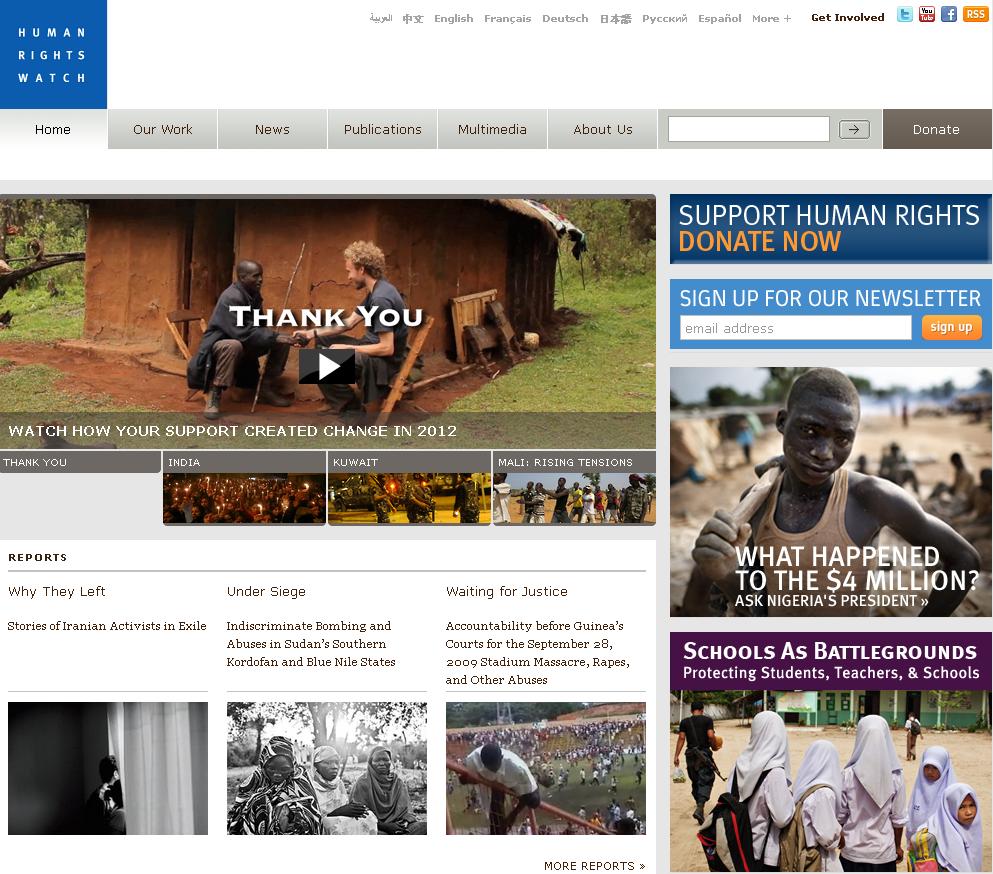 HUMAN
RIGHTS
WATCH
العربية 中文 English Français Deutsch 日本語 Русский Español More + Get Involved You Tube f RSS
Home Our Work News Publications Multimedia About Us Donate
THANK YOU
WATCH HOW YOUR SUPPORT CREATED CHANGE IN 2012
THANK YOU INDIA KUWAIT MALI: RISING TENSIONS
REPORTS
Why They Left
Stories of Iranian Activists in Exile
Under Siege
Indiscriminate Bombing and
Abuses in Sudan's Southern
Kordofan and Blue Nile States
Waiting for Justice
Accountability before Guinea's
Courts for the September 28,
2009 Stadium Massacre, Rapes,
and Other Abuses
MORE REPORTS »
SUPPORT HUMAN RIGHTS
DONATE NOW
SIGN UP FOR OUR NEWSLETTER
email address sign up
WHAT HAPPENED
TO THE $4 MILLION?
ASK NIGERIA'S PRESIDENT »
SCHOOLS AS BATTLEGROUNDS
Protecting Students, Teachers, & Schools